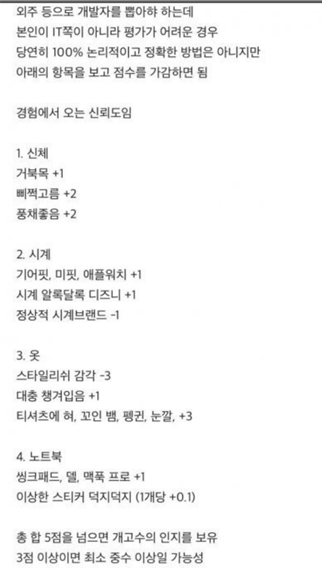 외주 등으로 개발자를 뽑아햐 하는데
본인이 IT쪽이 아니라 평가가 어려운 경우
당연히 100% 논리적이고 정확한 방법은 아니지만
아래의 항목을 보고 점수를 가감하면 됨
경험에서 오는 신뢰도임
1. 신체
거북목 +1
삐쩍고름 +2
풍채좋음 +2
2. 시계
기어핏, 미핏, 애플워치 +1
시계 알록달록 디즈니 +1
정상적 시계브랜드 -1
3. 옷
스타일리쉬 감각 -3
대충 챙겨입음 +1
티셔츠에 혀, 꼬인 뱀, 펭귄, 눈깔, +3
4. 노트북
씽크패드, 델, 맥푹 프로 +1
이상한 스티커 덕지덕지 (1개당 +0.1)
총 합 5점을 넘으면 개고수의 인지를 보유
3점 이상이면 최소 중수 이상일 가능성